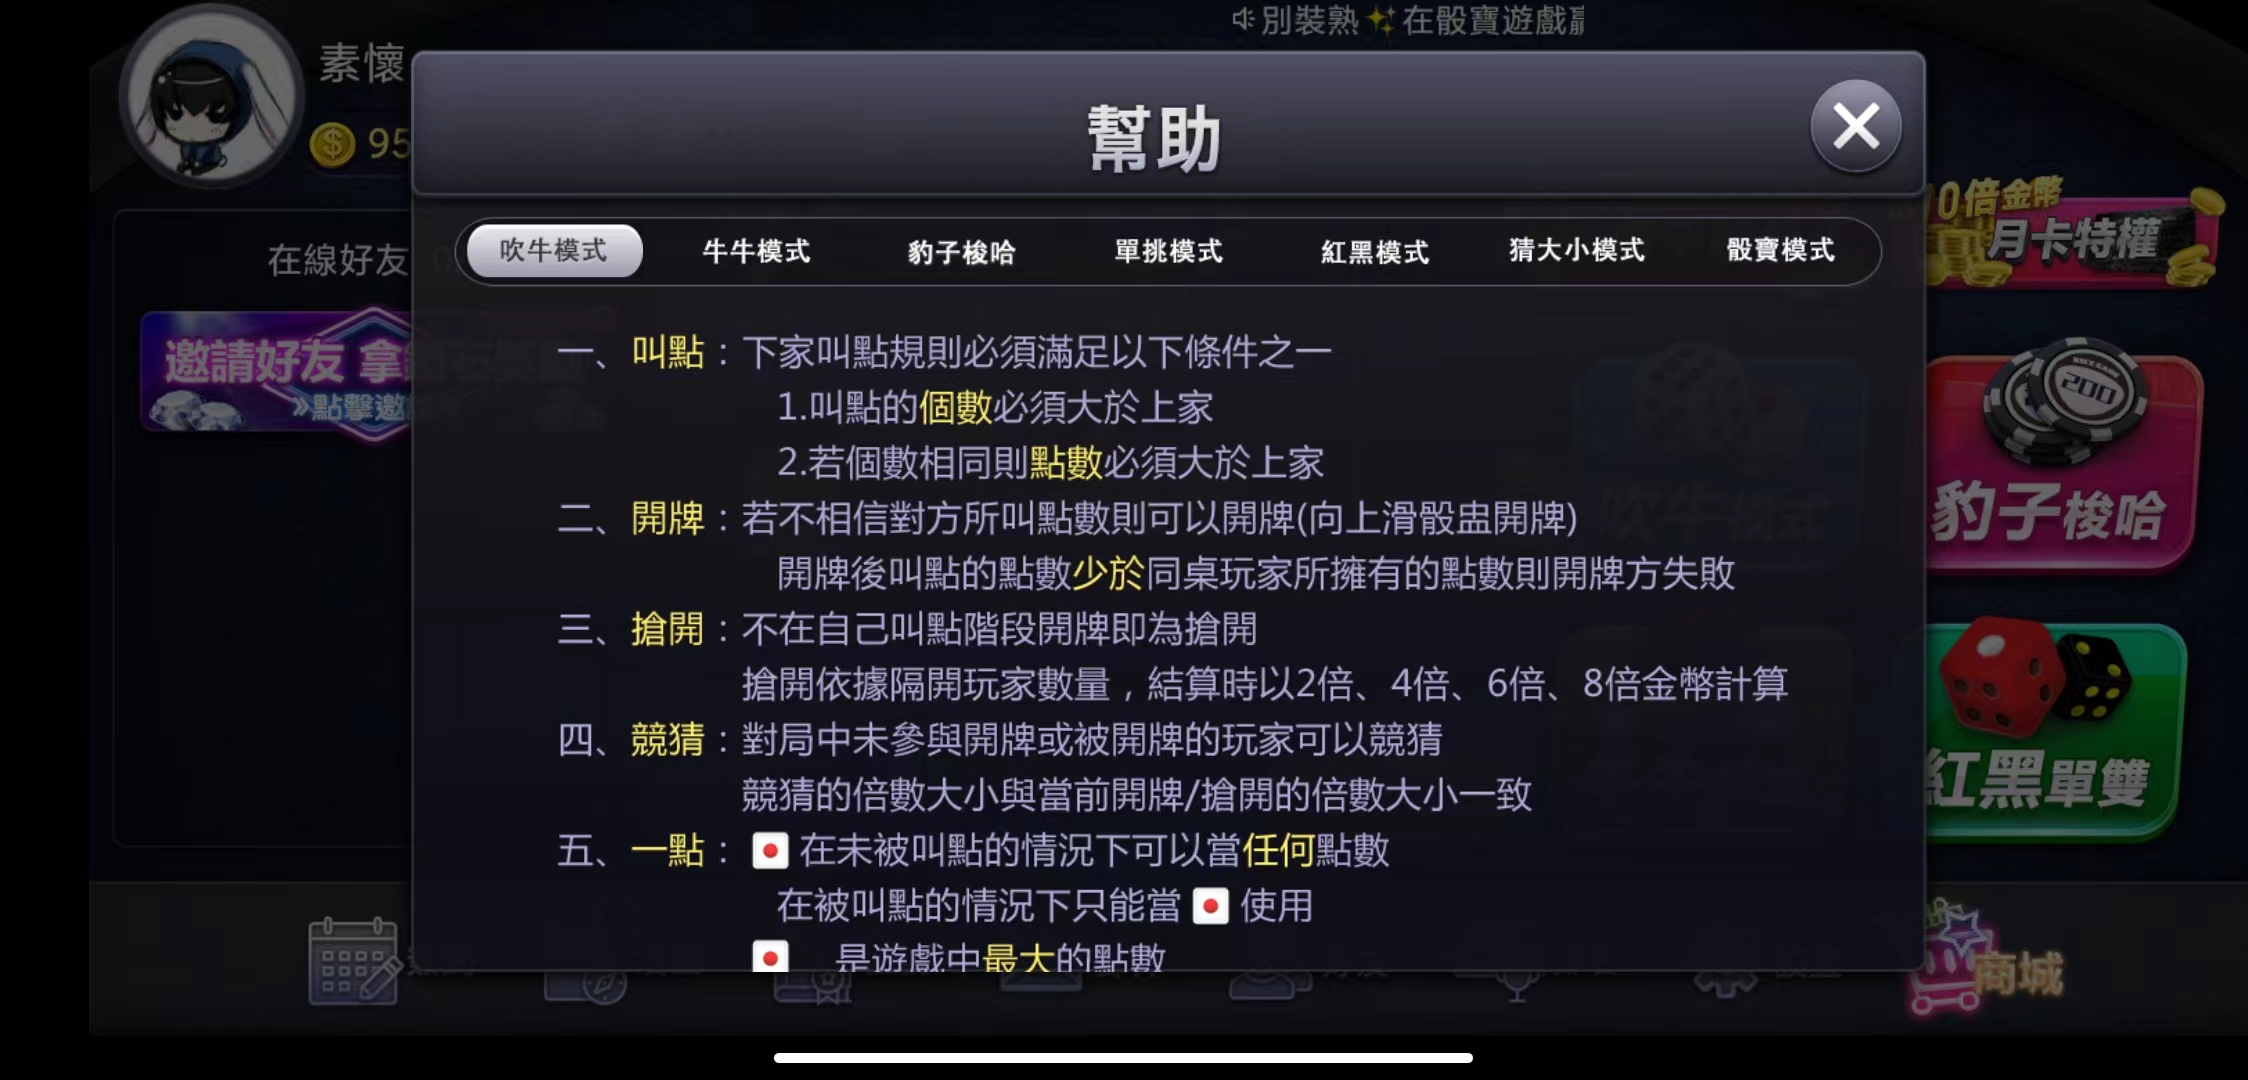 別裝熟✨在骰寶遊戲
素懷
95
幫助
在線好友
吹牛模式 牛牛模式 豹子梭哈 單挑模式 紅黑模式 猜大小模式 骰寶模式
10倍金幣
月卡特權
邀請好友 拿
»點擊邀
一、叫點：下家叫點規則必須滿足以下條件之一
1.叫點的個數必須大於上家
2.若個數相同則點數必須大於上家
二、開牌：若不相信對方所叫點數則可以開牌(向上滑骰盅開牌)
開牌後叫點的點數少於同桌玩家所擁有的點數則開牌方失敗
三、搶開：不在自己叫點階段開牌即為搶開
搶開依據隔開玩家數量，結算時以2倍、4倍、6倍、8倍金幣計算
四、競猜：對局中未參與開牌或被開牌的玩家可以競猜
競猜的倍數大小與當前開牌/搶開的倍數大小一致
五、一點： 在未被叫點的情況下可以當任何點數
在被叫點的情況下只能當 使用
是遊戲中最大的點數
200
豹子梭哈
紅黑單雙
吹牛模式
商城